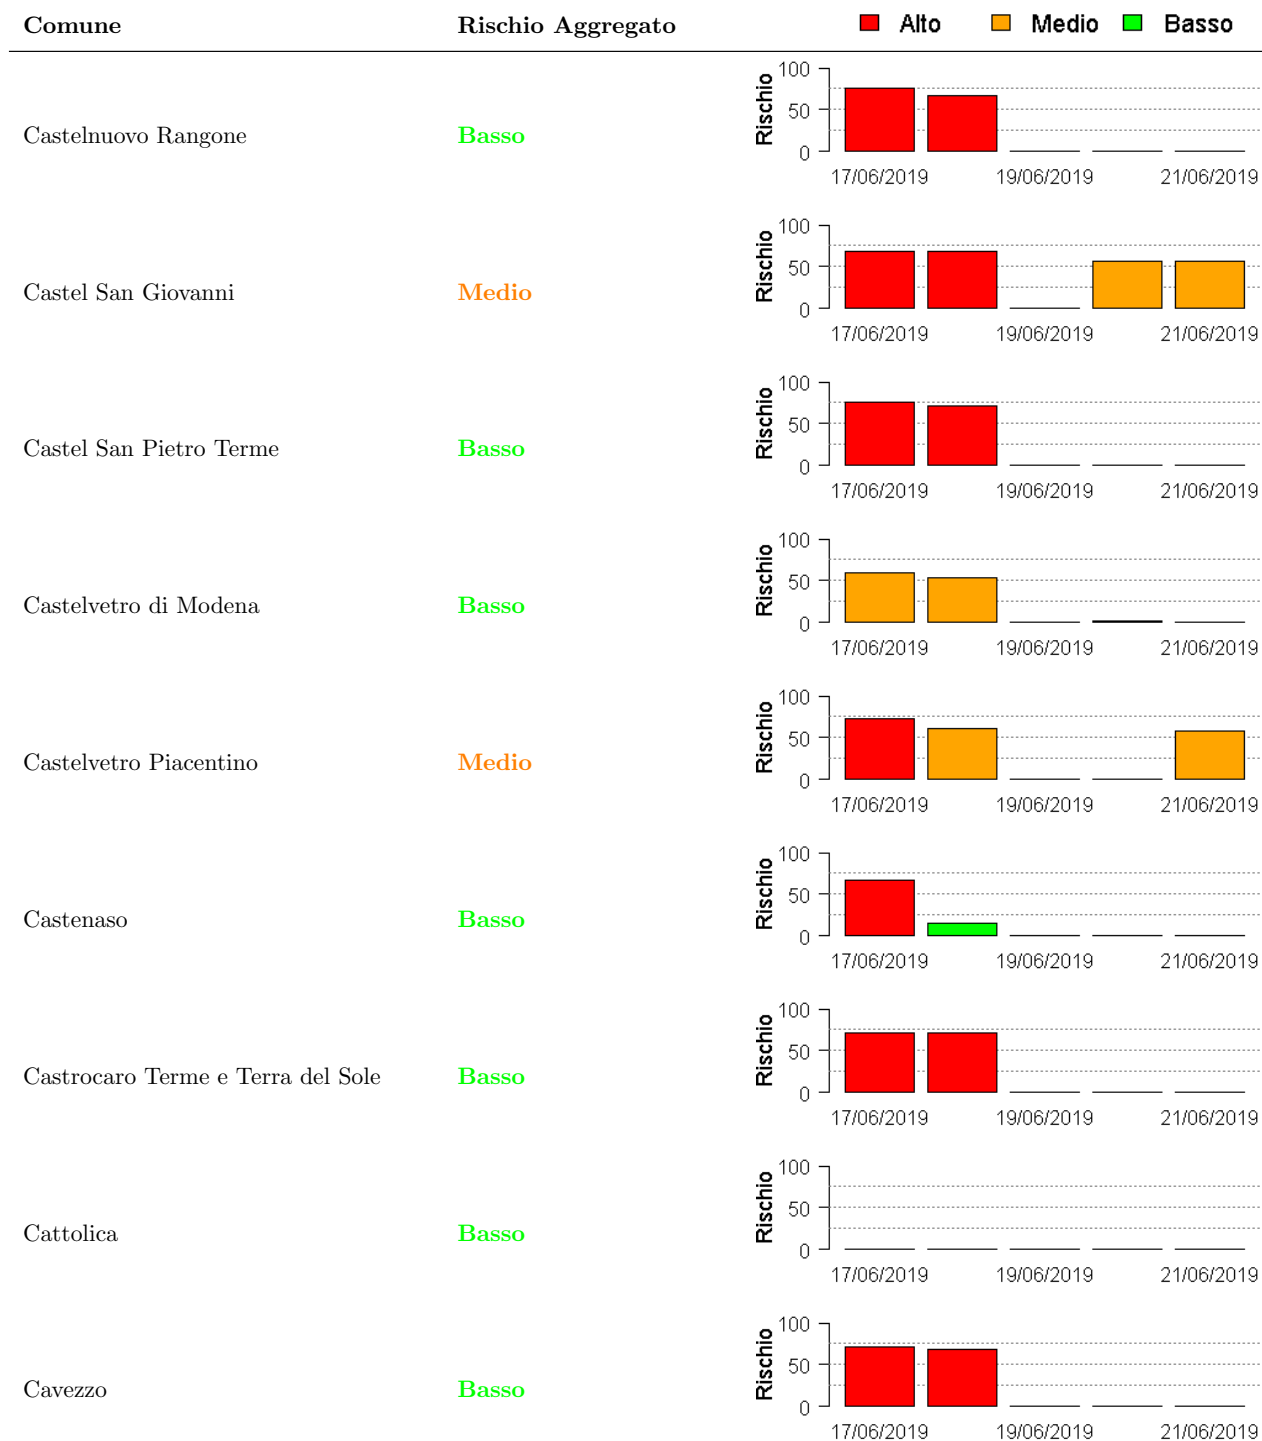 Comune Rischio Aggregato Alto Medio Basso
Castelnuovo Rangone Basso Rischio 100 50 0
17/06/2019 19/06/2019 21/06/2019
Castel San Giovanni Medio Rischio 100 50 0
17/06/2019 19/06/2019 21/06/2019
Castel San Pietro Terme Basso Rischio 100 50 0
17/06/2019 19/06/2019 21/06/2019
Castelvetro di Modena Basso Rischio 100 50 0
17/06/2019 19/06/2019 21/06/2019
Castelvetro Piacentino Medio Rischio 100 50 0
17/06/2019 19/06/2019 21/06/2019
Castenaso Basso Rischio 100 50 0
17/06/2019 19/06/2019 21/06/2019
Castrocaro Terme e Terra del Sole Basso Rischio 100 50 0
17/06/2019 19/06/2019 21/06/2019
Cattolica Basso Rischio 100 50 0
17/06/2019 19/06/2019 21/06/2019
Cavezzo Basso Rischio 100 50 0
17/06/2019 19/06/2019 21/06/2019